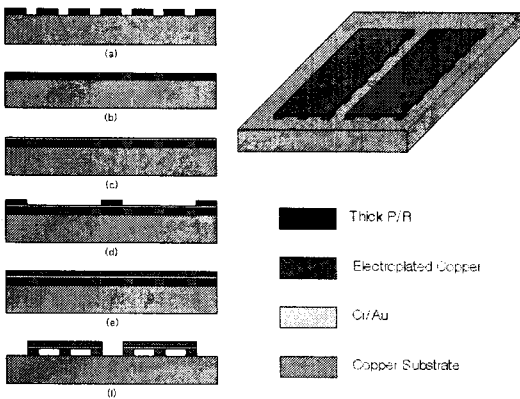 (a)
(b)
(c)
(d)
(e)
(f)
Thick P/R
Electroplated Copper
Cr/Au
Copper Substrate